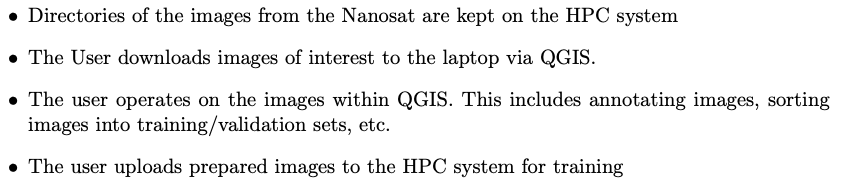 • Directories of the images from the Nanosat are kept on the HPC system
• The User downloads images of interest to the laptop via QGIS.
• The user operates on the images within QGIS. This includes annotating images, sorting
images into training/validation sets, etc.
• The user uploads prepared images to the HPC system for training